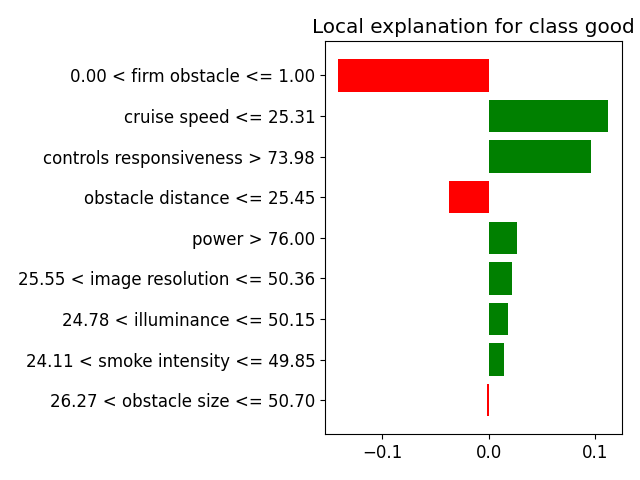 Local explanation for class good
0.00 < firm obstacle <= 1.00
cruise speed <= 25.31
controls responsiveness > 73.98
obstacle distance <= 25.45
power > 76.00
25.55 < image resolution <= 50.36
24.78 < illuminance <= 50.15
24.11 < smoke intensity <= 49.85
26.27 < obstacle size <= 50.70
−0.1 0.0 0.1